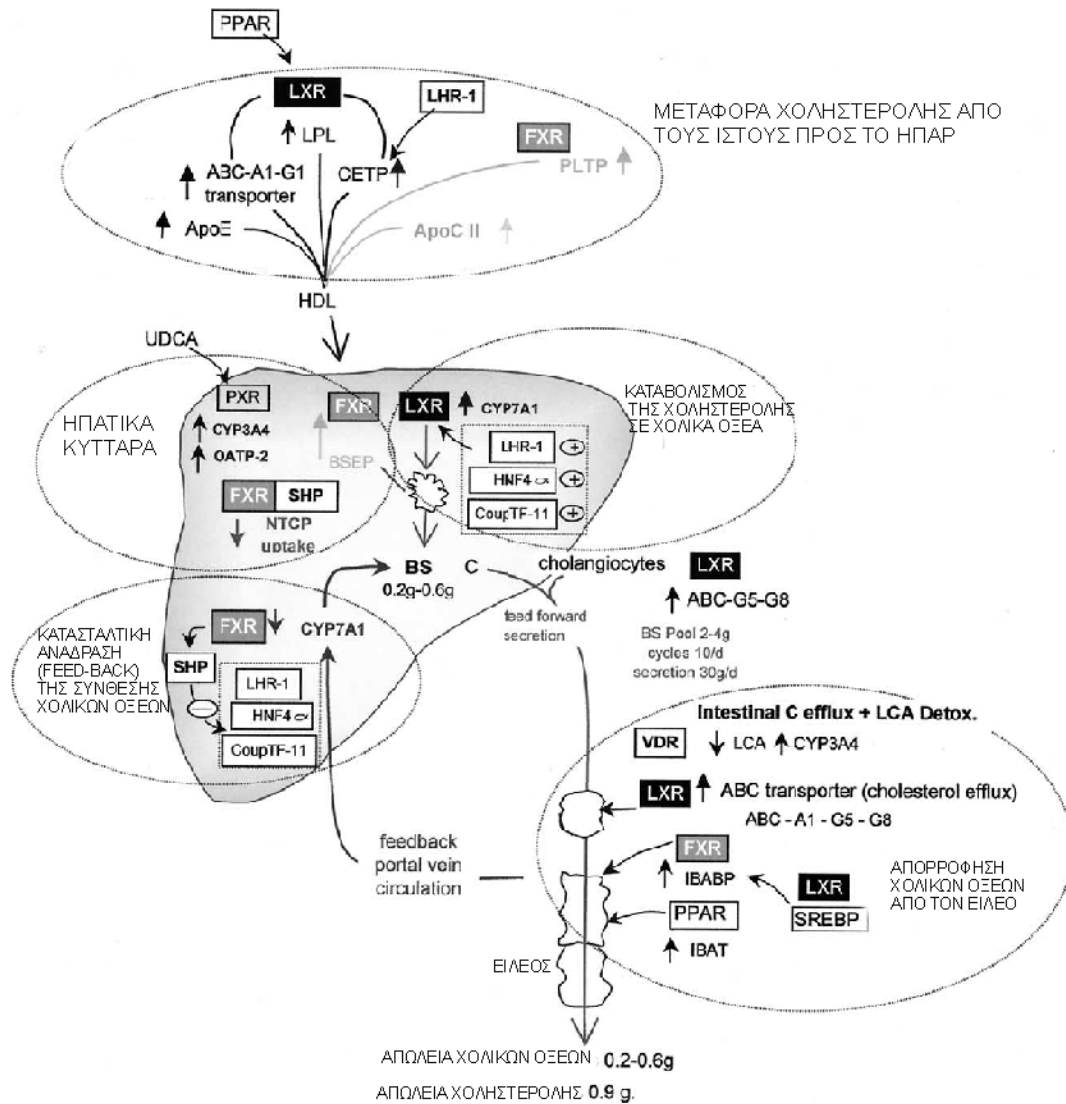 PPAR
LXR
LHR-1
ΜΕΤΑΦΟΡΑ ΧΟΛΗΣΤΕΡΟΛΗΣ ΑΠΟ
ΤΟΥΣ ΙΣΤΟΥΣ ΠΡΟΣ ΤΟ ΗΠΑΡ
LPL
FXR
ABC-A1-G1
transporter
CETP
PLTP
ApoE
ApoC II
HDL
UDCA
ΗΠΑΤΙΚΑ
ΚΥΤΤΑΡΑ
PXR
CYP3A4
OATP-2
FXR
BSEP
LXR
CYP7A1
LHR-1 +
HNF4 α +
CoupTF-11 +
ΚΑΤΑΒΟΛΙΣΜΟΣ
ΤΗΣ ΧΟΛΗΣΤΕΡΟΛΗΣ
ΣΕ ΧΟΛΙΚΑ ΟΞΕΑ
FXR SHP
NTCP
uptake
BS C
0.2g-0.6g
cholangiocytes
LXR
ABC-G5-G8
feed forward
secretion
BS Pool 2-4g
cycles 10/d
secretion 30g/d
ΚΑΤΑΣΤΑΛΤΙΚΗ
ΑΝΑΔΡΑΣΗ
(FEED-BACK)
ΤΗΣ ΣΥΝΘΕΣΗΣ
ΧΟΛΙΚΩΝ ΟΞΕΩΝ
FXR
CYP7A1
SHP
LHR-1
HNF4 α
CoupTF-11
Intestinal C efflux + LCA Detox.
VDR LCA CYP3A4
LXR ABC transporter (cholesterol efflux)
ABC - A1 - G5 - G8
feedback
portal vein
circulation
FXR
IBABP
LXR
SREBP
PPAR
IBAT
ΑΠΟΡΡΟΦΗΣΗ
ΧΟΛΙΚΩΝ ΟΞΕΩΝ
ΑΠΟ ΤΟΝ ΕΙΛΕΟ
ΕΙΛΕΟΣ
ΑΠΩΛΕΙΑ ΧΟΛΙΚΩΝ ΟΞΕΩΝ 0.2-0.6g
ΑΠΩΛΕΙΑ ΧΟΛΗΣΤΕΡΟΛΗΣ 0.9 g.